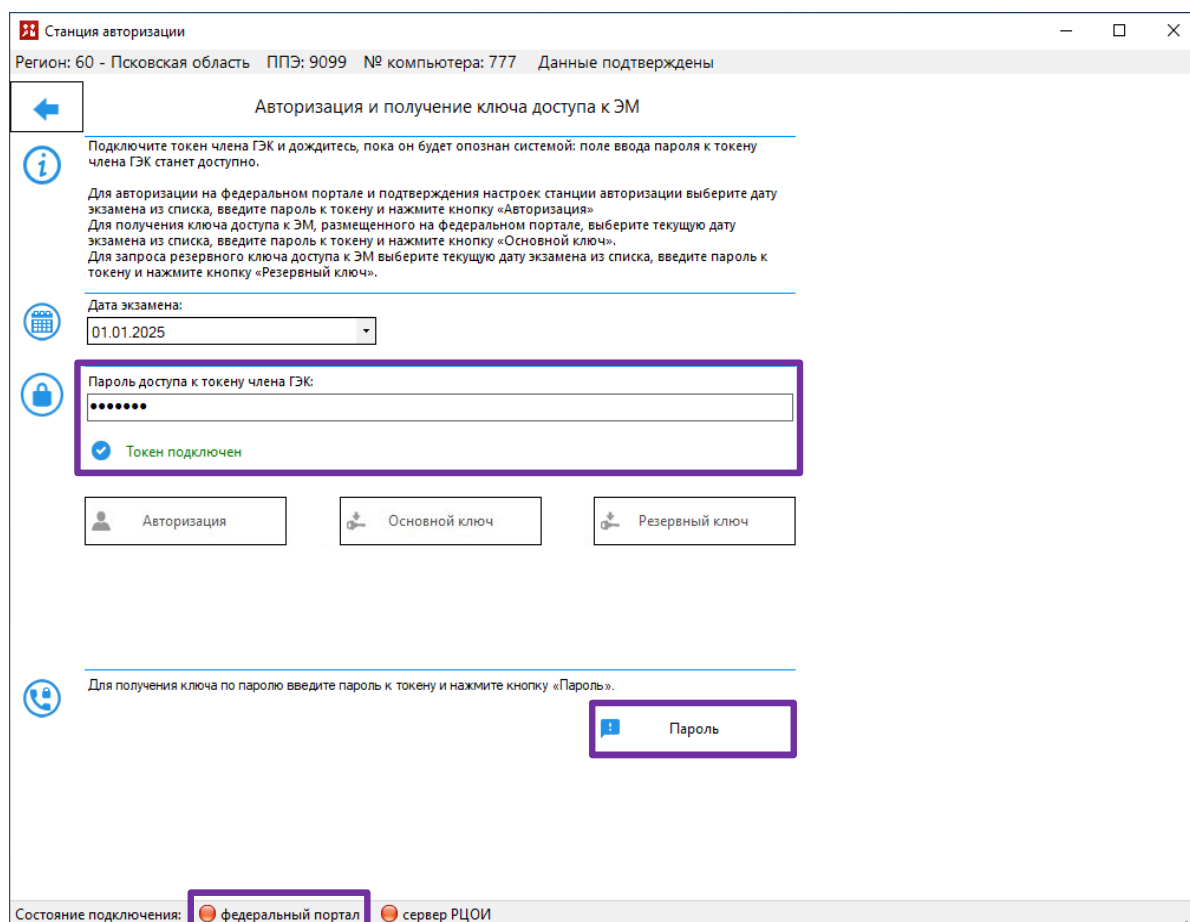 Станция авторизации
Регион: 60 - Псковская область ППЭ: 9099 № компьютера: 777 Данные подтверждены
Авторизация и получение ключа доступа к ЭМ
Подключите токен члена ГЭК и дождитесь, пока он будет опознан системой: поле ввода пароля к токену
члена ГЭК станет доступно.
Для авторизации на федеральном портале и подтверждения настроек станции авторизации выберите дату
экзамена из списка, введите пароль к токену и нажмите кнопку «Авторизация»
Для получения ключа доступа к ЭМ, размещенного на федеральном портале, выберите текущую дату
экзамена из списка, введите пароль к токену и нажмите кнопку «Основной ключ».
Для запроса резервного ключа доступа к ЭМ выберите текущую дату экзамена из списка, введите пароль к
токену и нажмите кнопку «Резервный ключ».
Дата экзамена:
01.01.2025
Пароль доступа к токену члена ГЭК:
•••••••
Токен подключен
Авторизация Основной ключ Резервный ключ
Для получения ключа по паролю введите пароль к токену и нажмите кнопку «Пароль».
Пароль
Состояние подключения: федеральный портал сервер РЦОИ